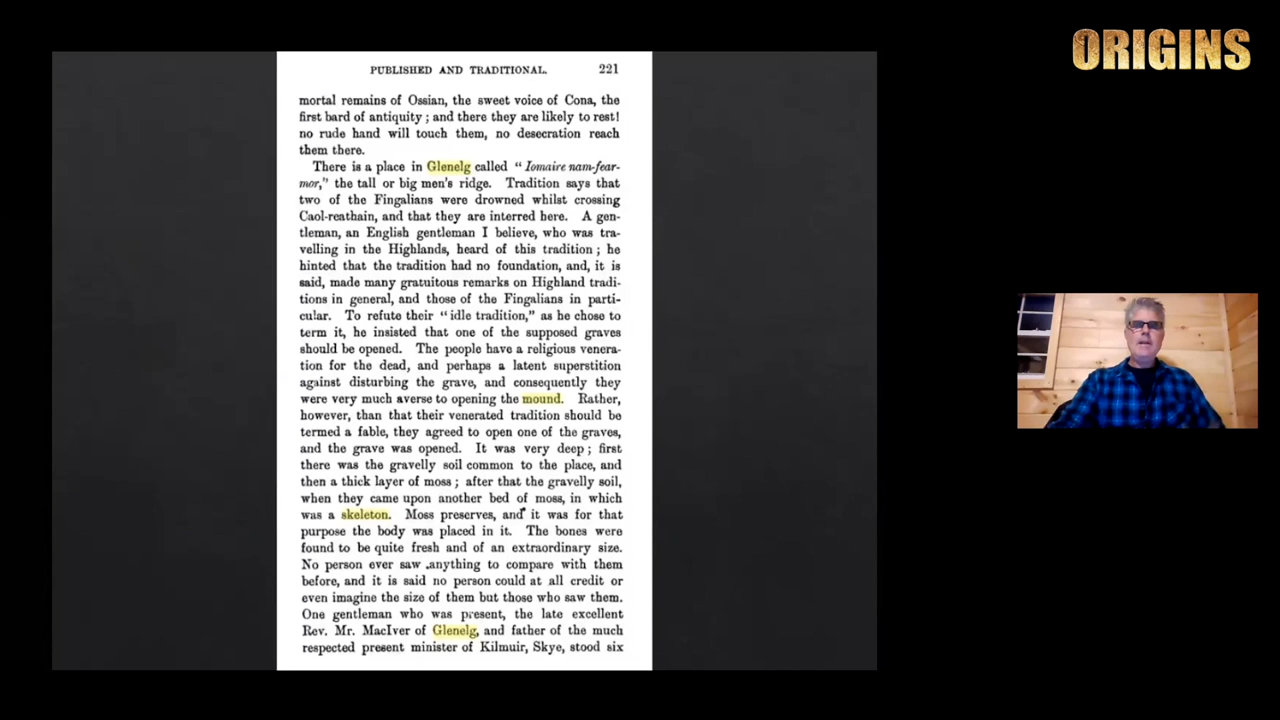 PUBLISHED AND TRADITIONAL. 221
mortal remains of Ossian, the sweet voice of Cona, the
first bard of antiquity; and there they are likely to rest!
no rude hand will touch them, no desecration reach
them there.
There is a place in Glenelg called "Iomaire nam-fear-
mor," the tall or big men's ridge. Tradition says that
two of the Fingalians were drowned whilst crossing
Caol-reathain, and that they are interred here. A gen-
tleman, an English gentleman I believe, who was tra-
velling in the Highlands, heard of this tradition; he
hinted that the tradition had no foundation, and, it is
said, made many gratuitous remarks on Highland tradi-
tions in general, and those of the Fingalians in parti-
cular. To refute their "idle tradition," as he chose to
term it, he insisted that one of the supposed graves
should be opened. The people have a religious venera-
tion for the dead, and perhaps a latent superstition
against disturbing the grave, and consequently they
were very much averse to opening the mound. Rather,
however, than that their venerated tradition should be
termed a fable, they agreed to open one of the graves,
and the grave was opened. It was very deep; first
there was the gravelly soil common to the place, and
then a thick layer of moss; after that the gravelly soil,
when they came upon another bed of moss, in which
was a skeleton. Moss preserves, and it was for that
purpose the body was placed in it. The bones were
found to be quite fresh and of an extraordinary size.
No person ever saw anything to compare with them
before, and it is said no person could at all credit or
even imagine the size of them but those who saw them.
One gentleman who was present, the late excellent
Rev. Mr. MacIver of Glenelg, and father of the much
respected present minister of Kilmuir, Skye, stood six
ORIGINS